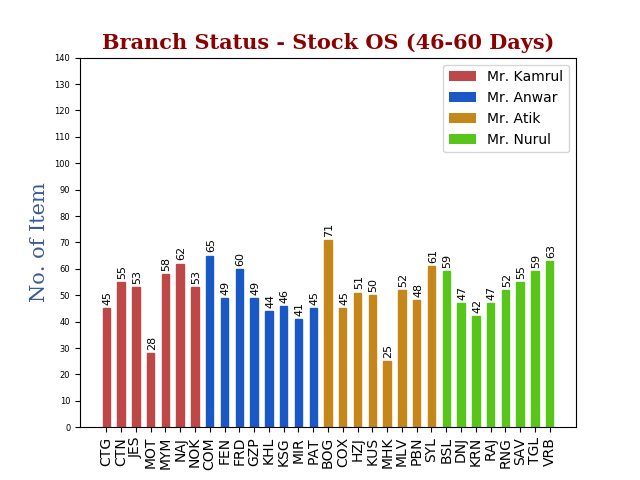 Branch Status - Stock OS (46-60 Days)
No. of Item
140
130
120
110
100
90
80
70
60
50
40
30
20
10
0
Mr. Kamrul
Mr. Anwar
Mr. Atik
Mr. Nurul
45
55
53
28
58
62
53
65
49
60
49
44
46
41
45
71
45
51
50
25
52
48
61
59
47
42
47
52
55
59
63
CTG
CTN
JES
MOT
MYM
NAJ
NOK
COM
FEN
FRD
GZP
KHL
KSG
MIR
PAT
BOG
COX
HZJ
KUS
MHK
MLV
PBN
SYL
BSL
DNJ
KRN
RAJ
RNG
SAV
TGL
VRB